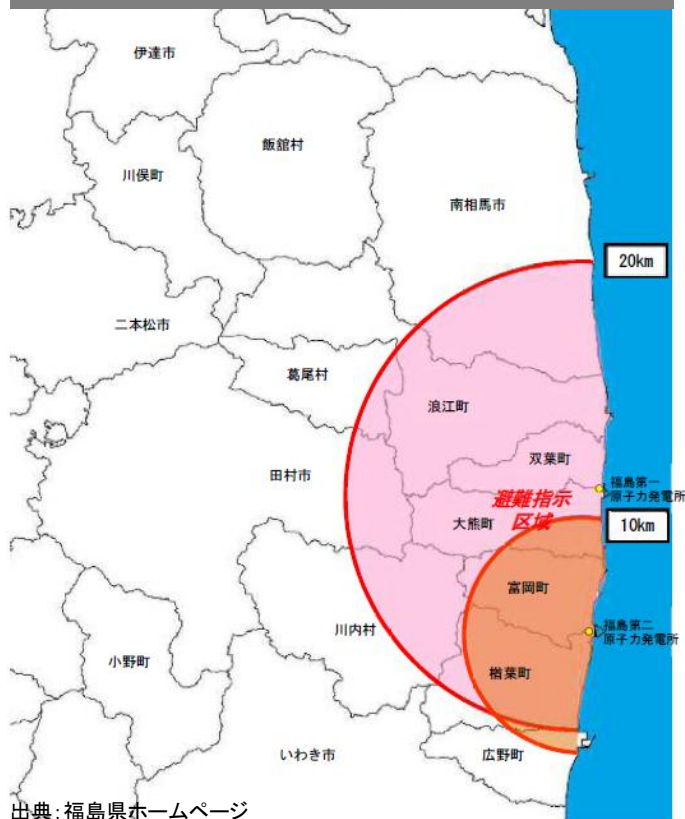 伊達市
飯舘村
川俣町
南相馬市
20km
二本松市
葛尾村
浪江町
双葉町
田村市
福島第一
原子力発電所
避難指示
区域
大熊町
10km
富岡町
福島第二
原子力発電所
川内村
小野町
楢葉町
いわき市
広野町
出典：福島県ホームページ